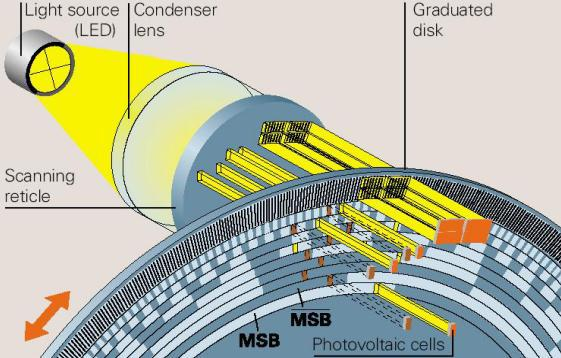 Light source
(LED)
Condenser
lens
Graduated
disk
Scanning
reticle
MSB
MSB
Photovoltaic cells